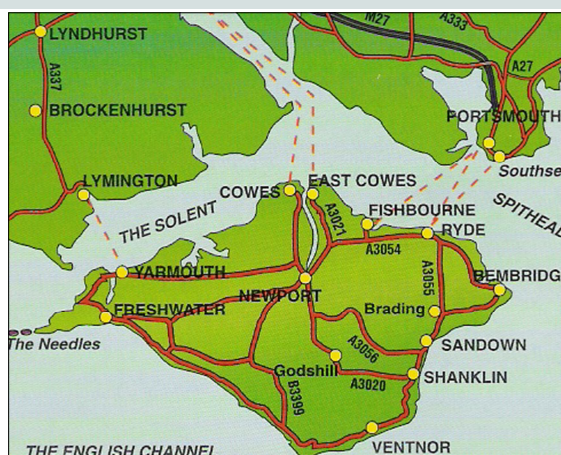 LYNDHURST
M27
A333
A27
A337
BROCKENHURST
PORTSMOUTH
Southse
LYMINGTON
COWES
EAST COWES
SPITHEAD
THE SOLENT
A3021
FISHBOURNE
RYDE
A3054
YARMOUTH
NEWPORT
A3055
BEMBRIDG
FRESHWATER
Brading
The Needles
A3056
SANDOWN
Godshill
A3020
SHANKLIN
B3399
THE ENGLISH CHANNEL
VENTNOR